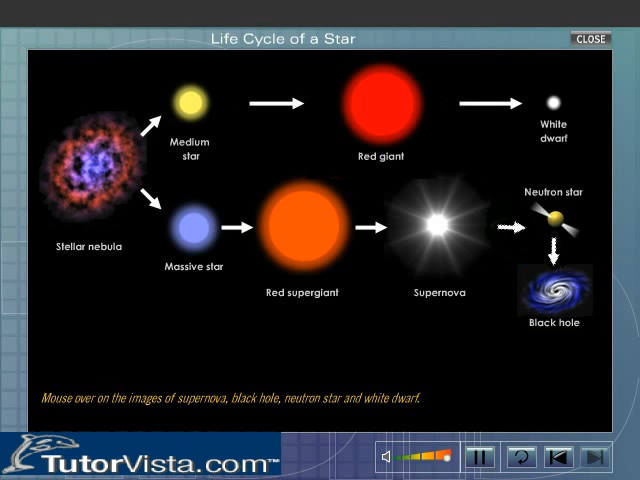 Life Cycle of a Star
CLOSE
Medium
star
Red giant
White
dwarf
Stellar nebula
Massive star
Red supergiant
Supernova
Neutron star
Black hole
Mouse over on the images of supernova, black hole, neutron star and white dwarf.
TutorVista.com™